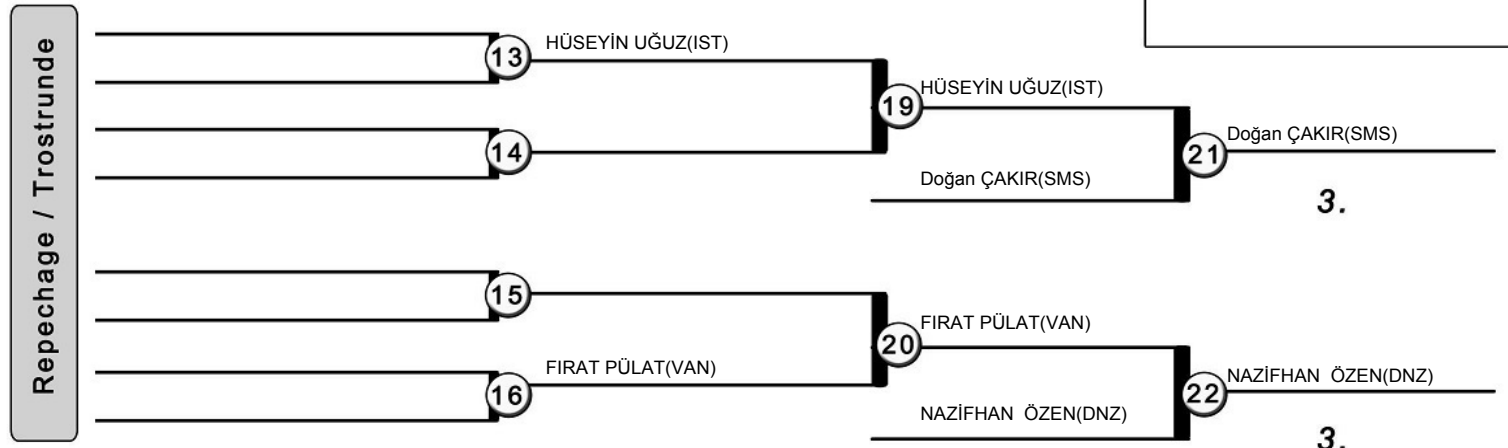 Repechage / Trostrunde
13
HÜSEYİN UĞUZ(IST)
14
19
HÜSEYİN UĞUZ(IST)
Doğan ÇAKIR(SMS)
21
Doğan ÇAKIR(SMS)
3.
15
16
FIRAT PÜLAT(VAN)
20
FIRAT PÜLAT(VAN)
NAZİFHAN ÖZEN(DNZ)
22
NAZİFHAN ÖZEN(DNZ)
3.